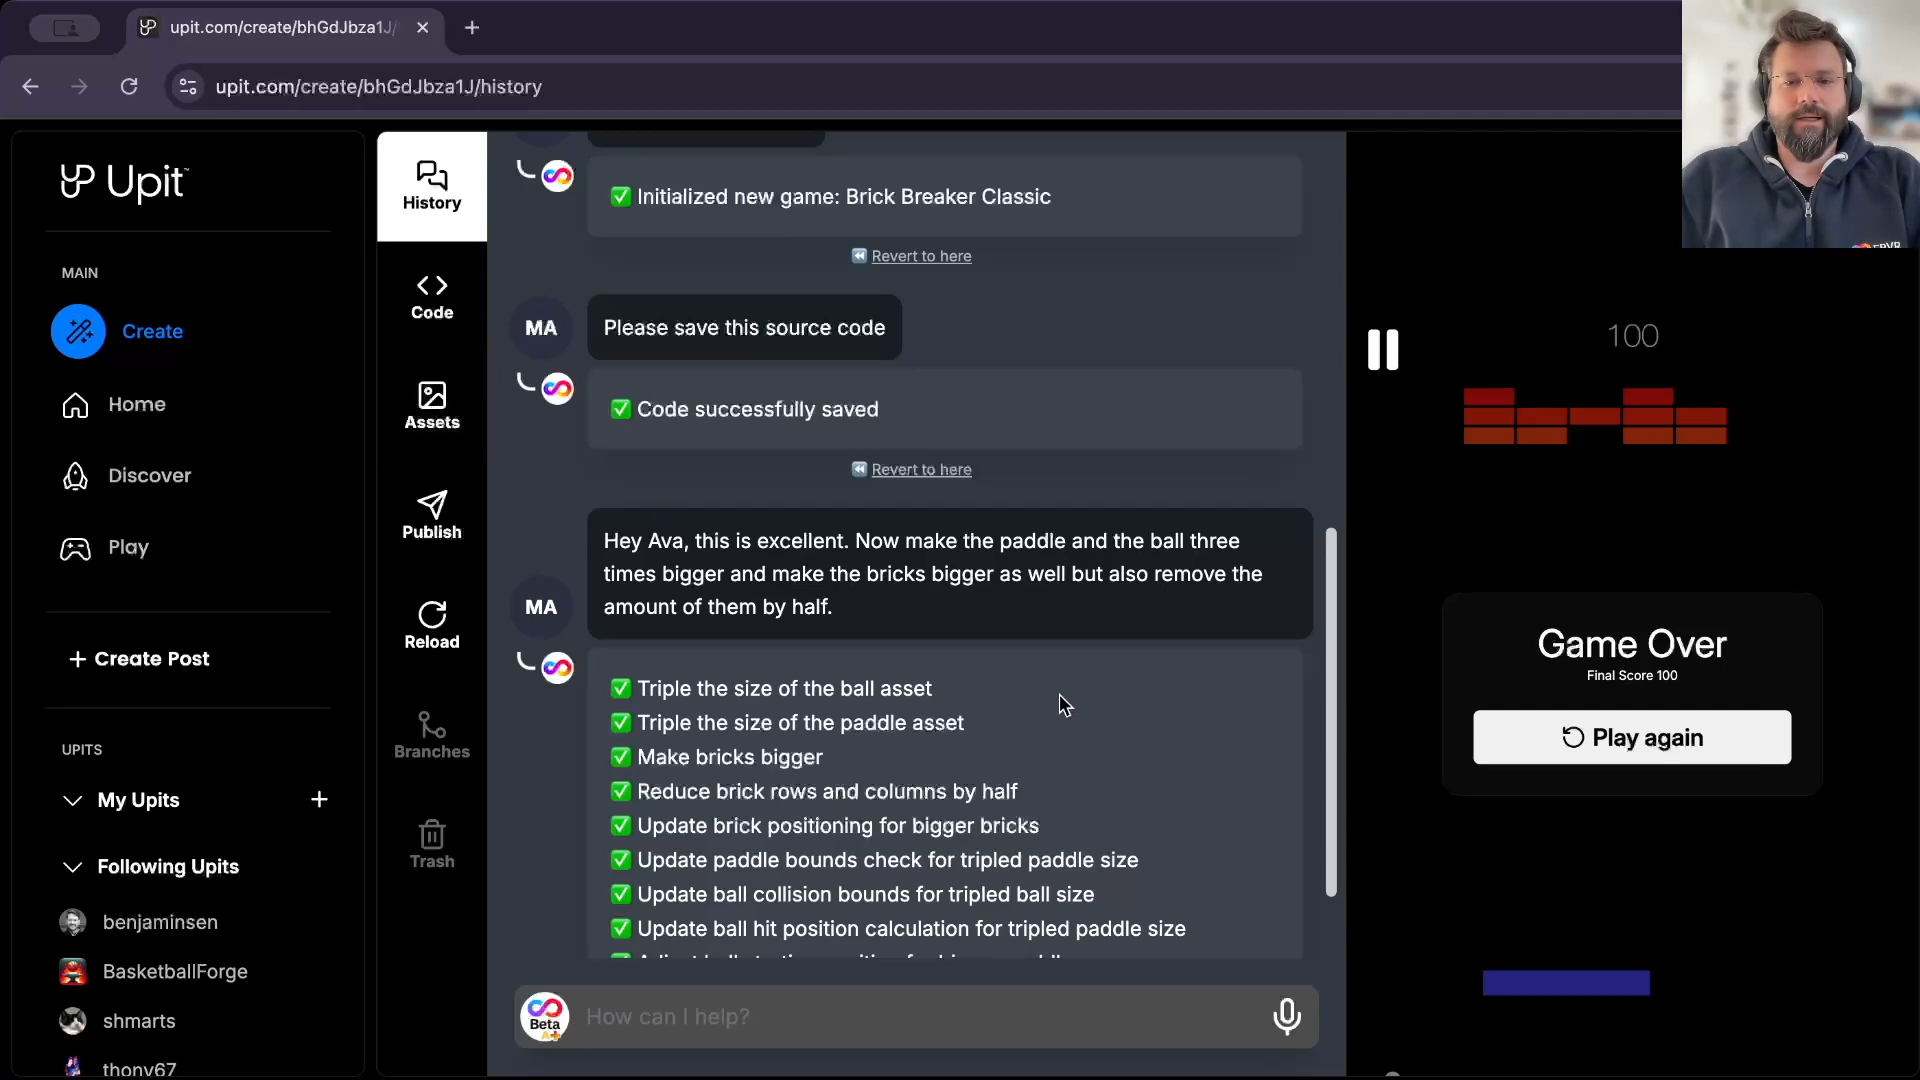 upit.com/create/bhGdJbza1J/
upit.com/create/bhGdJbza1J/history
Upit
MAIN
Create
Home
Discover
Play
+ Create Post
UPITS
My Upits
Following Upits
benjaminsen
BasketballForge
shmarts
thony67
History
Code
Assets
Publish
Reload
Branches
Trash
✅ Initialized new game: Brick Breaker Classic
⏪ Revert to here
MA
Please save this source code
✅ Code successfully saved
⏪ Revert to here
MA
Hey Ava, this is excellent. Now make the paddle and the ball three
times bigger and make the bricks bigger as well but also remove the
amount of them by half.
✅ Triple the size of the ball asset
✅ Triple the size of the paddle asset
✅ Make bricks bigger
✅ Reduce brick rows and columns by half
✅ Update brick positioning for bigger bricks
✅ Update paddle bounds check for tripled paddle size
✅ Update ball collision bounds for tripled ball size
✅ Update ball hit position calculation for tripled paddle size
Beta
A+
How can I help?
100
Game Over
Final Score 100
Play again